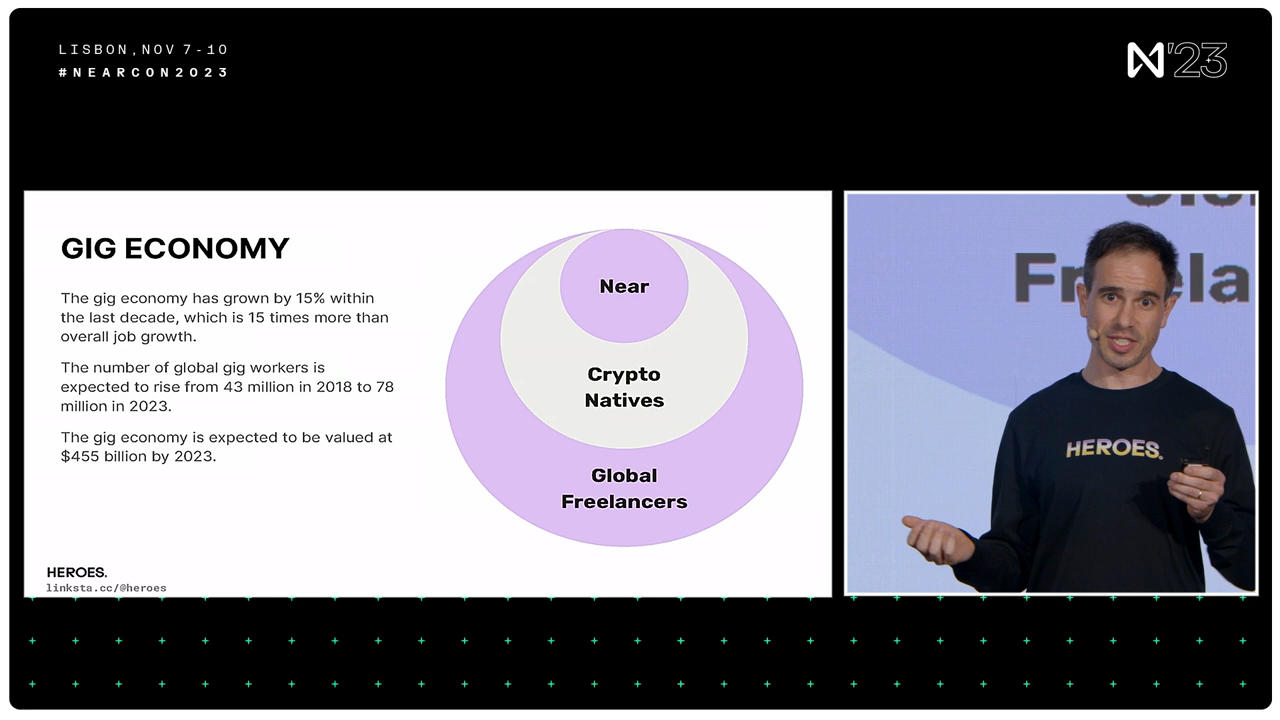 LISBON, NOV 7-10
#NEARCON2023
N'23
GIG ECONOMY
The gig economy has grown by 15% within
the last decade, which is 15 times more than
overall job growth.
The number of global gig workers is
expected to rise from 43 million in 2018 to 78
million in 2023.
The gig economy is expected to be valued at
$455 billion by 2023.
Near
Crypto
Natives
Global
Freelancers
HEROES.
linksta.cc/@heroes
HEROES.